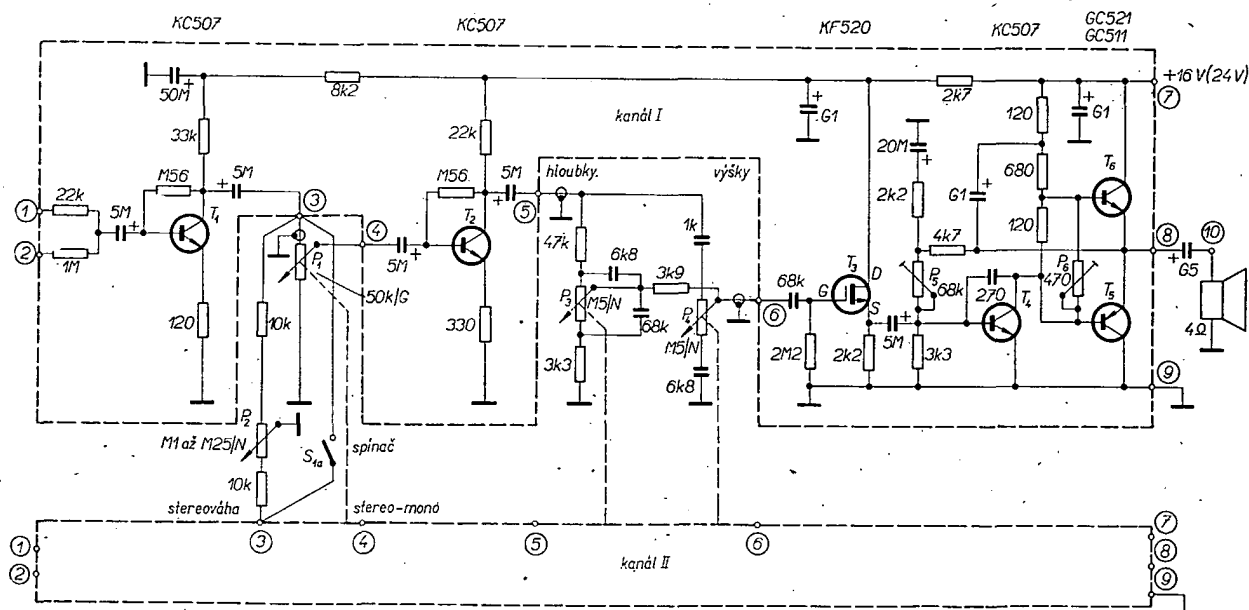 KC507 KC507 KF520 KC507 GC521
GC511
+16V(24V)
7
50M
+
8k2
kanál I
+
G1
2k7
120
+
G1
33k
22k
20M
+
680
T6
M56
+
5M
M56
+
5M
hloubky
výšky
2k2
G1
+
120
1
22k
5M
+
T1
3
4
5M
+
T2
5
1k
4k7
8
+
G5
10
2
1M
P1
50k/G
47k
6k8
3k9
68k
T3
D
G
S
P5
68k
270
P6
470
T5
4Ω
P3
M5/N
68k
P4
M5/N
6
5M
+
T4
120
10k
330
3k3
6k8
2M2
2k2
3k3
9
P2
M1 až M25/N
S1a
spínač
10k
stereováha
stereo-mono
3
4
5
6
7
1
2
kanál II
8
9